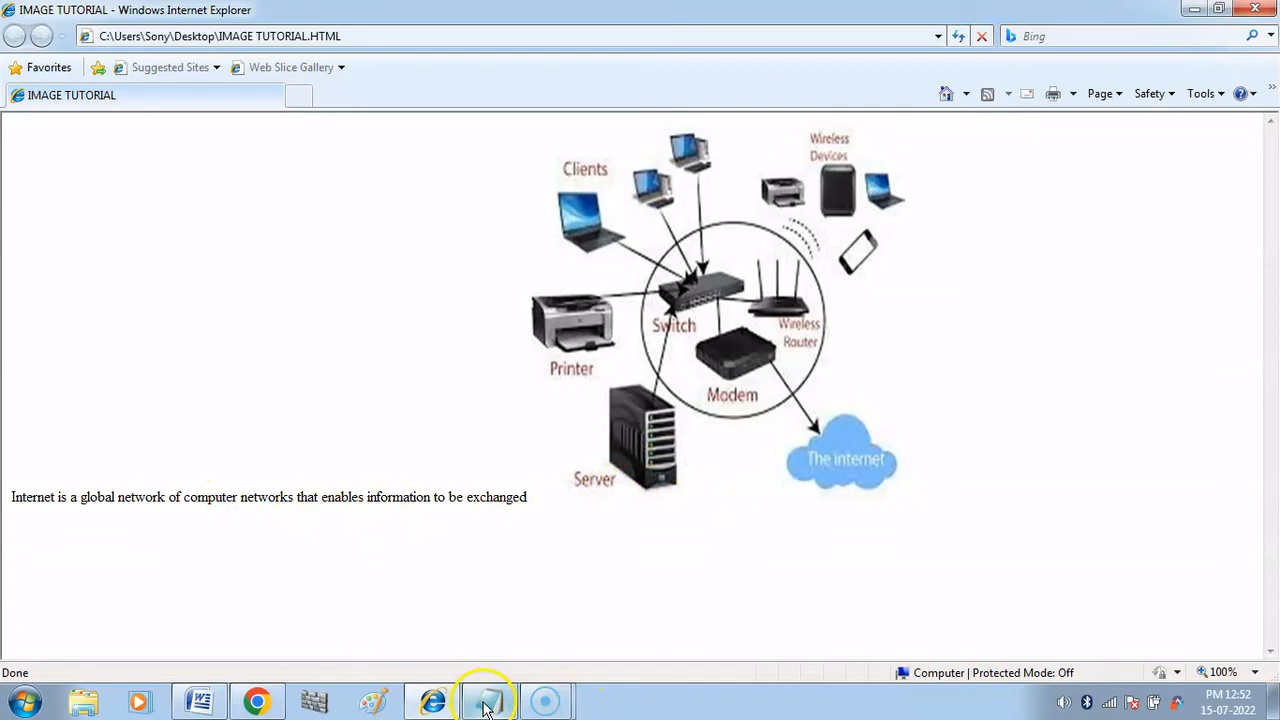 IMAGE TUTORIAL - Windows Internet Explorer
C:\Users\Sony\Desktop\IMAGE TUTORIAL.HTML
Bing
Favorites
Suggested Sites
Web Slice Gallery
IMAGE TUTORIAL
Page
Safety
Tools
Clients
Wireless
Devices
Switch
Wireless
Router
Printer
Modem
Server
The internet
Internet is a global network of computer networks that enables information to be exchanged
Done
Computer | Protected Mode: Off
100%
PM 12:52
15-07-2022